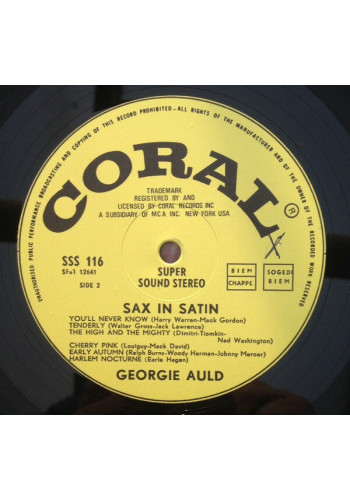 COPYING OF THIS RECORD PROHIBITED-ALL RIGHTS OF THE MANUFACTURER AND OF THE OWNER OF THE RECORDED WORK RESERVED
UNAUTHORISED PUBLIC PERFORMANCE BROADCASTING AND
CORAL
®
TRADEMARK
REGISTERED BY AND
LICENSED BY CORAL RECORDS INC
A SUBSIDIARY OF M.C.A INC. NEW-YORK USA
SSS 116
12641
SIDE 2
SUPER
SOUND STEREO
BIEM
CHAPPE
SOGEDI
BIEM
SAX IN SATIN
YOU'LL NEVER KNOW (Harry Warren-Mack Gordon)
TENDERLY (Walter Gross-Jack Lawrence)
THE HIGH AND THE MIGHTY (Dimitri-Tiomkin-
Ned Washington)
CHERRY PINK (Louiguy-Mack David)
EARLY AUTUMN (Ralph Burns-Woody Herman-Johnny Mercer)
HARLEM NOCTURNE (Earle Hagen)
GEORGIE AULD